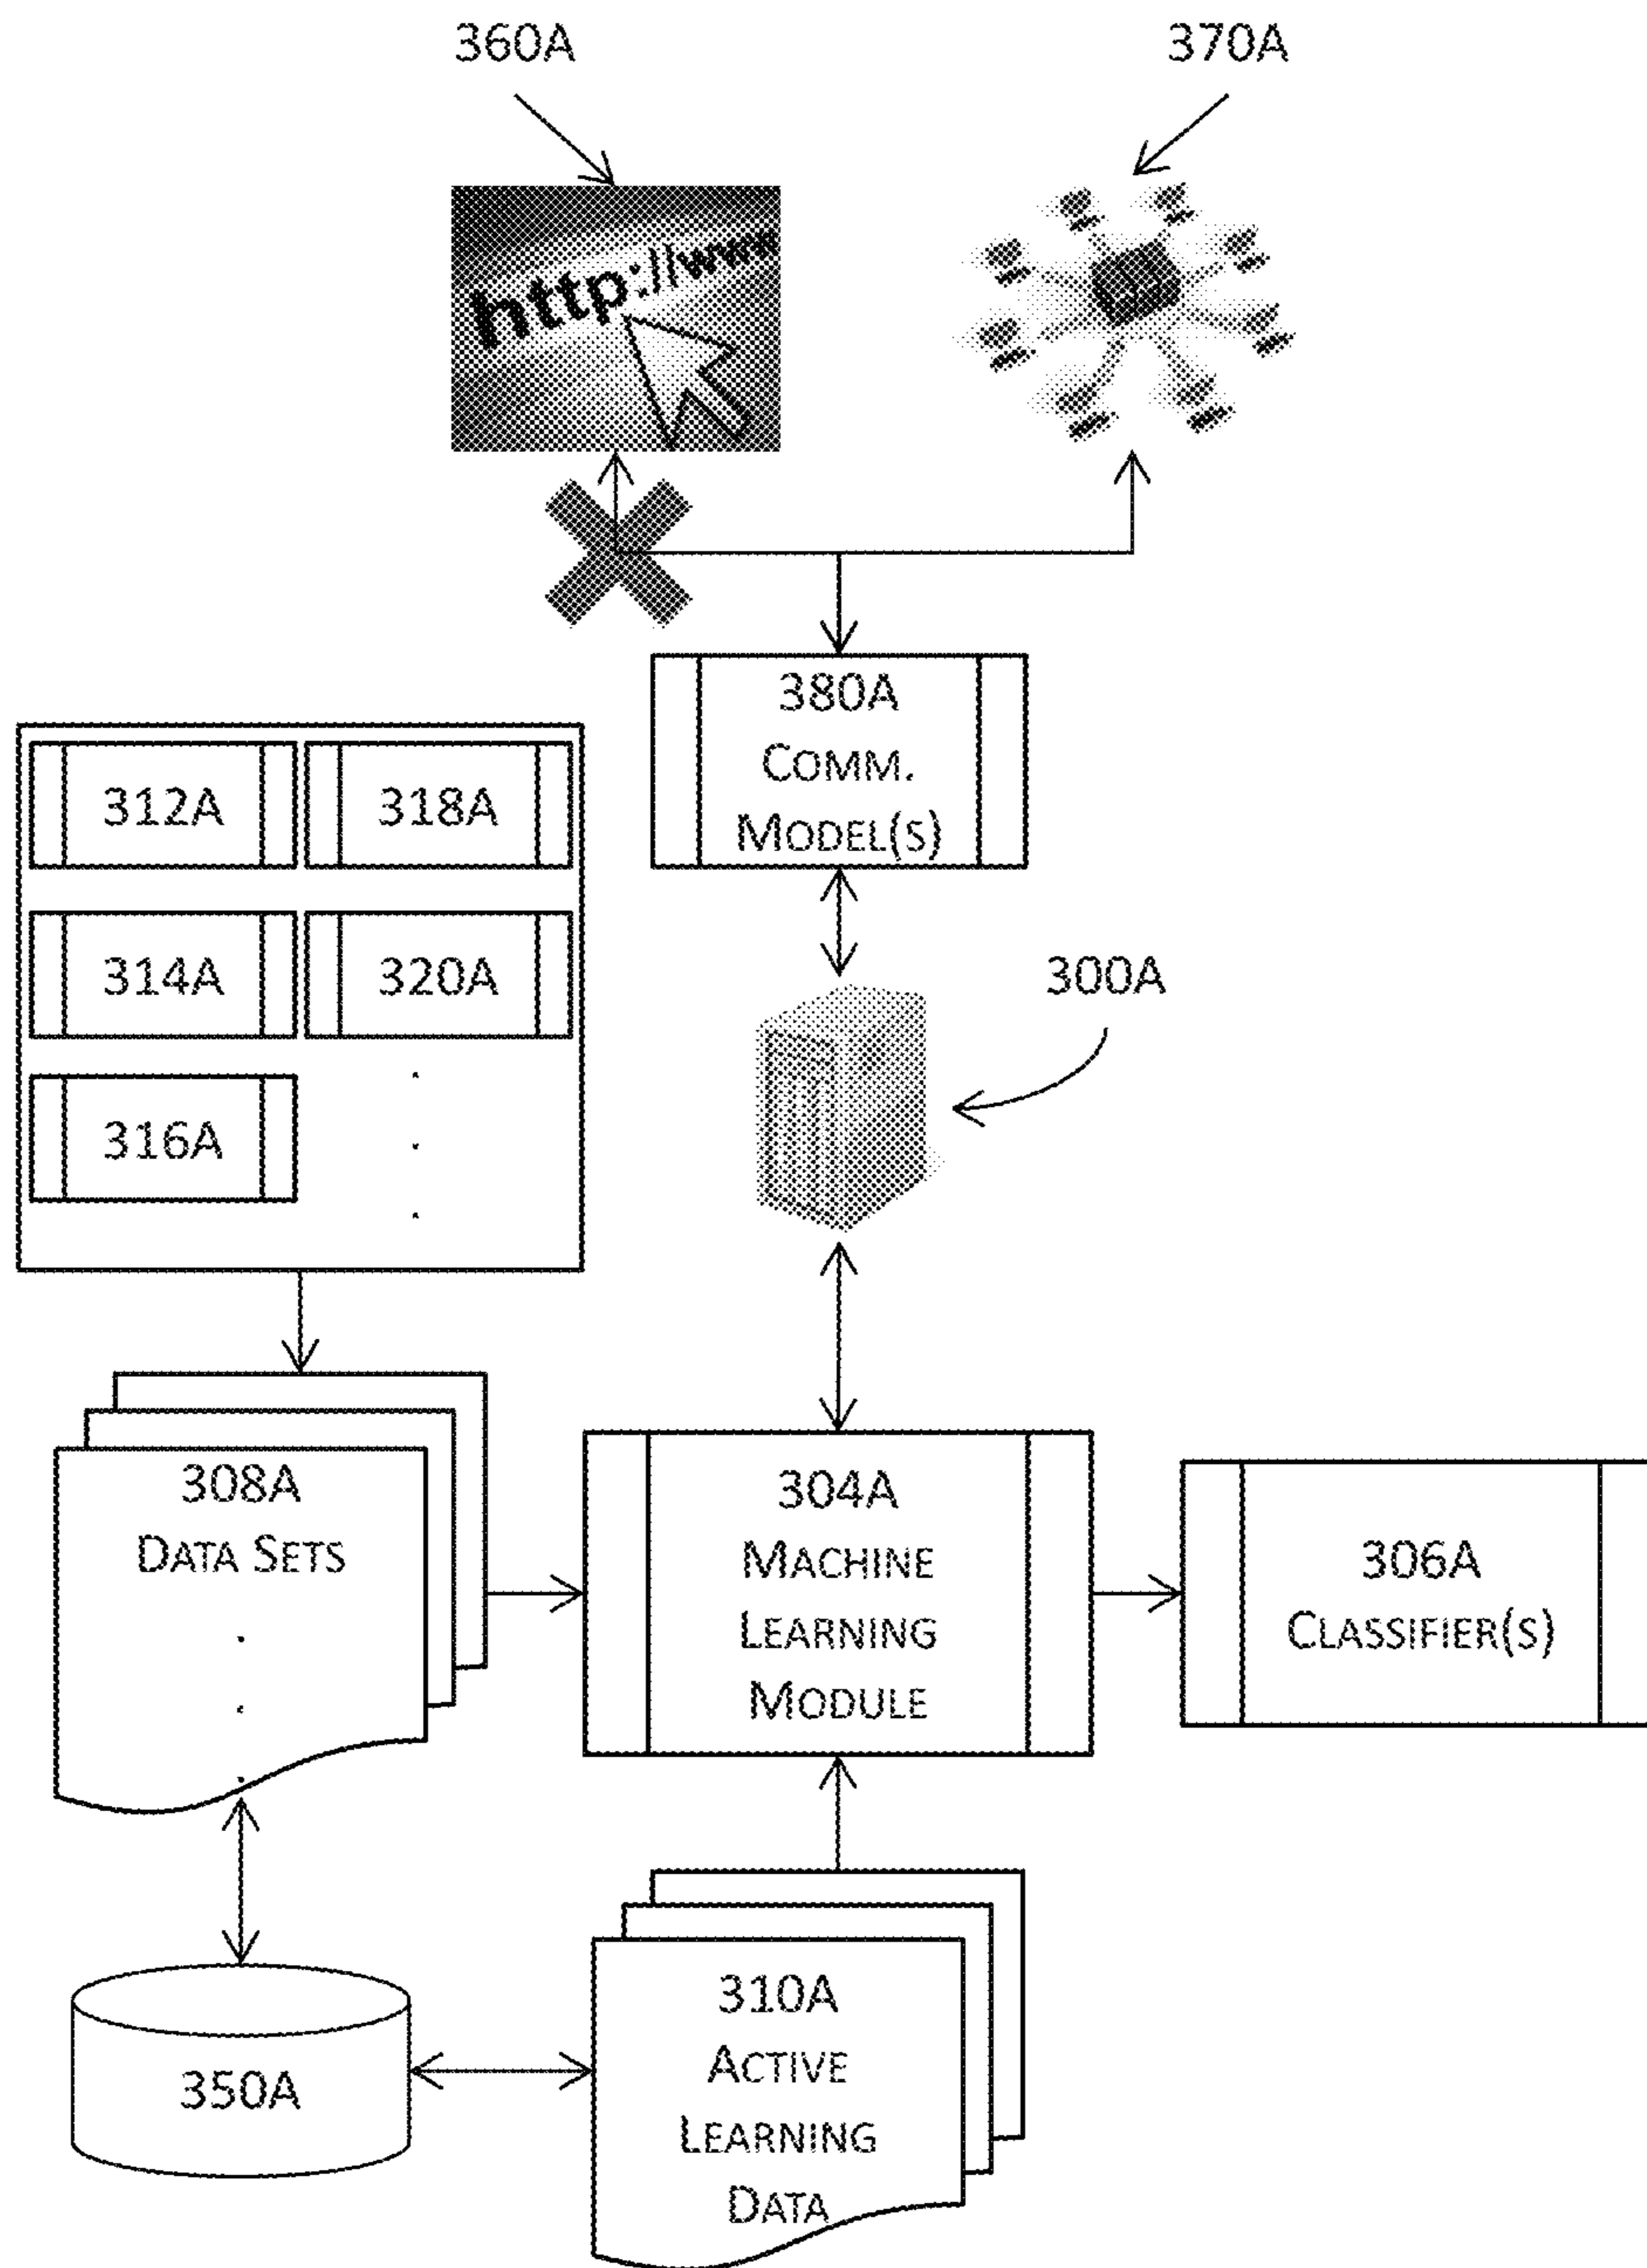 360A
370A
http://www
380A
COMM.
MODEL(S)
312A
318A
314A
320A
300A
316A
308A
DATA SETS
304A
MACHINE
LEARNING
MODULE
306A
CLASSIFIER(S)
310A
ACTIVE
LEARNING
DATA
350A